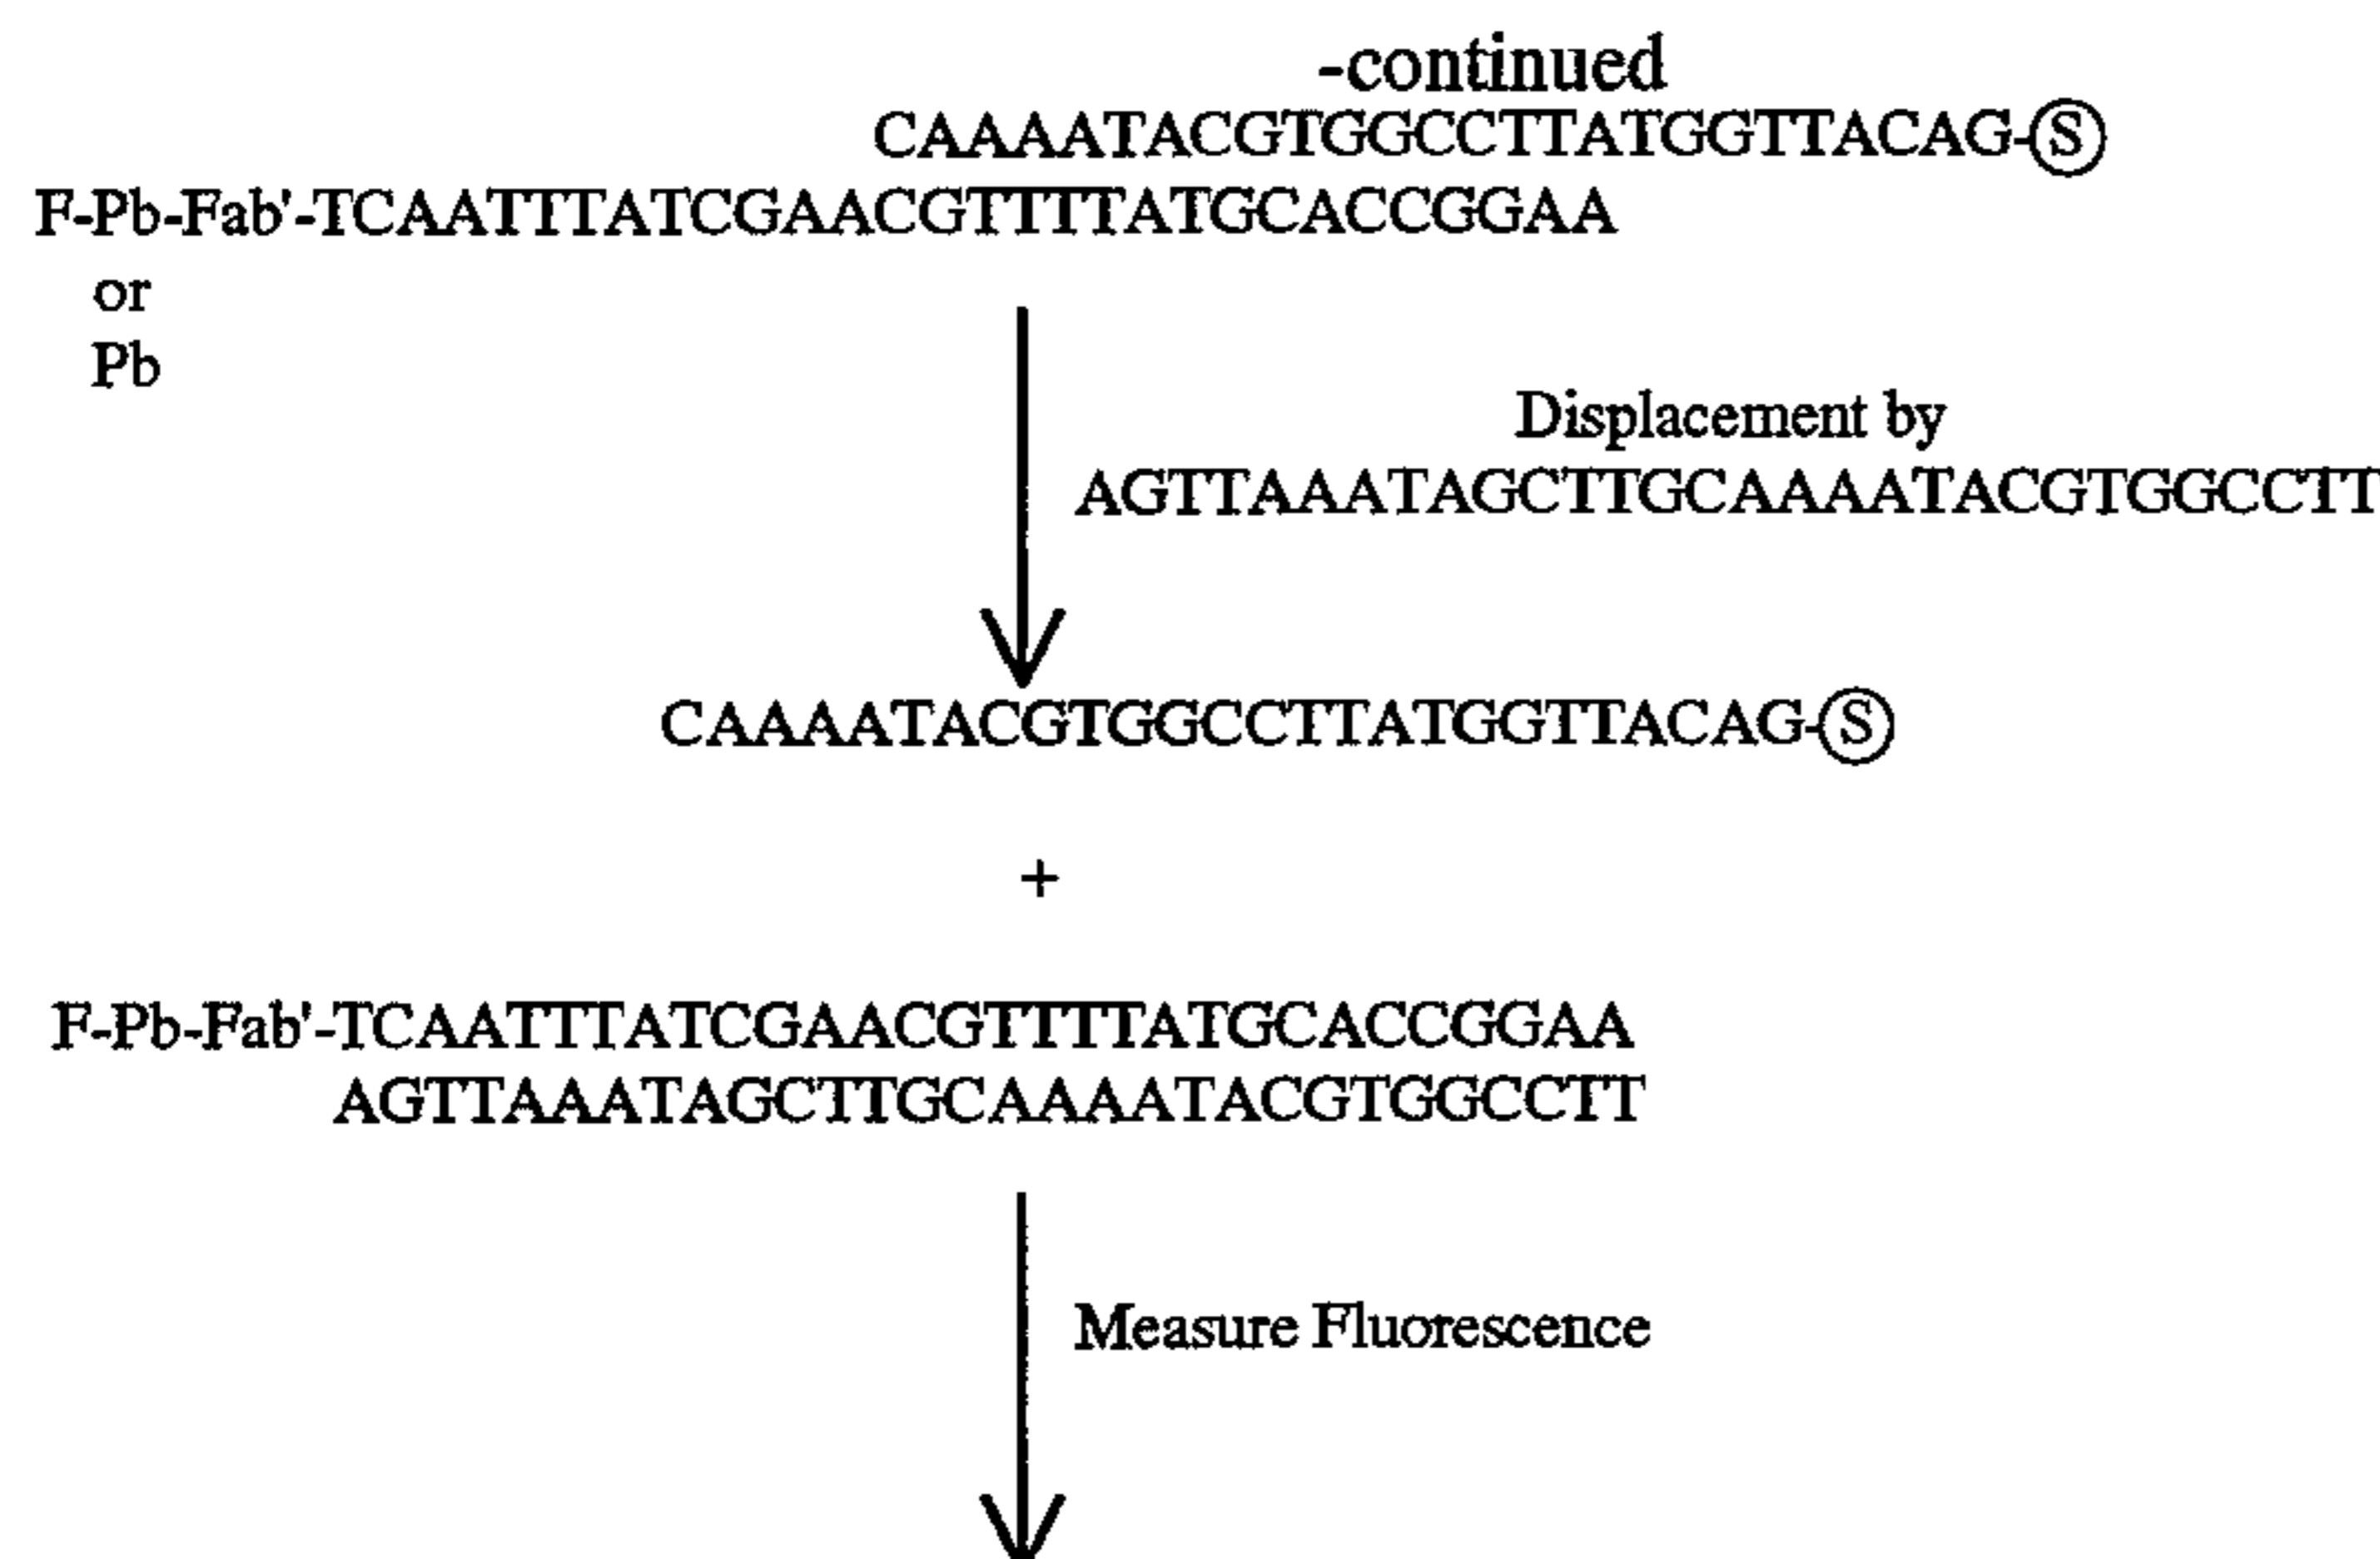 -continued
CAAAATACGTGGCCTTATGGTTACAG-Ⓢ
F-Pb-Fab'-TCAATTTATCGAACGTTTTATGCACCGGAA
or
Pb
Displacement by
AGTTAAATAGCTTGCAAAATACGTGGCCTT
CAAAATACGTGGCCTTATGGTTACAG-Ⓢ
+
F-Pb-Fab'-TCAATTTATCGAACGTTTTATGCACCGGAA
AGTTAAATAGCTTGCAAAATACGTGGCCTT
Measure Fluorescence